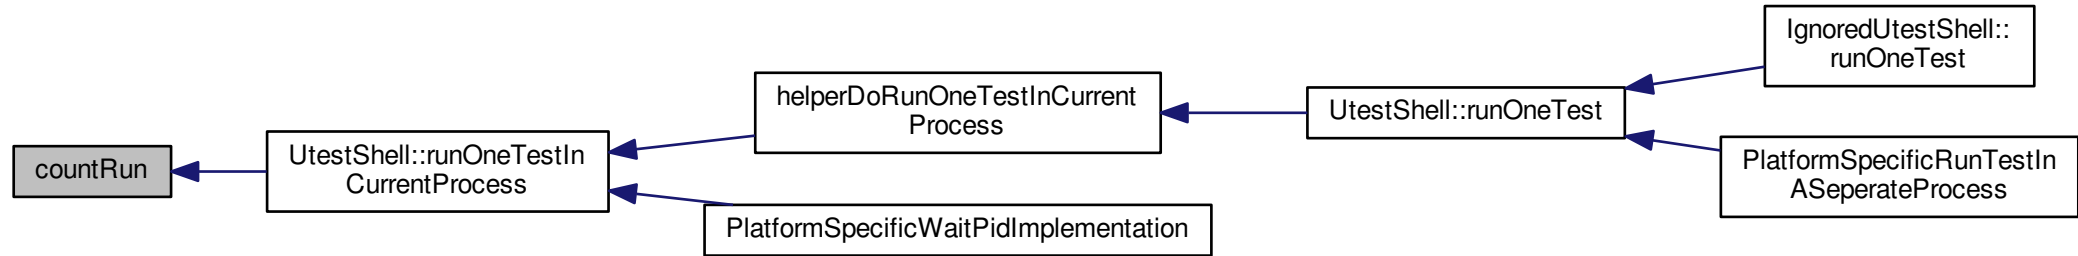 countRun
UtestShell::runOneTestIn
CurrentProcess
helperDoRunOneTestInCurrent
Process
PlatformSpecificWaitPidImplementation
UtestShell::runOneTest
IgnoredUtestShell::
runOneTest
PlatformSpecificRunTestIn
ASeperateProcess